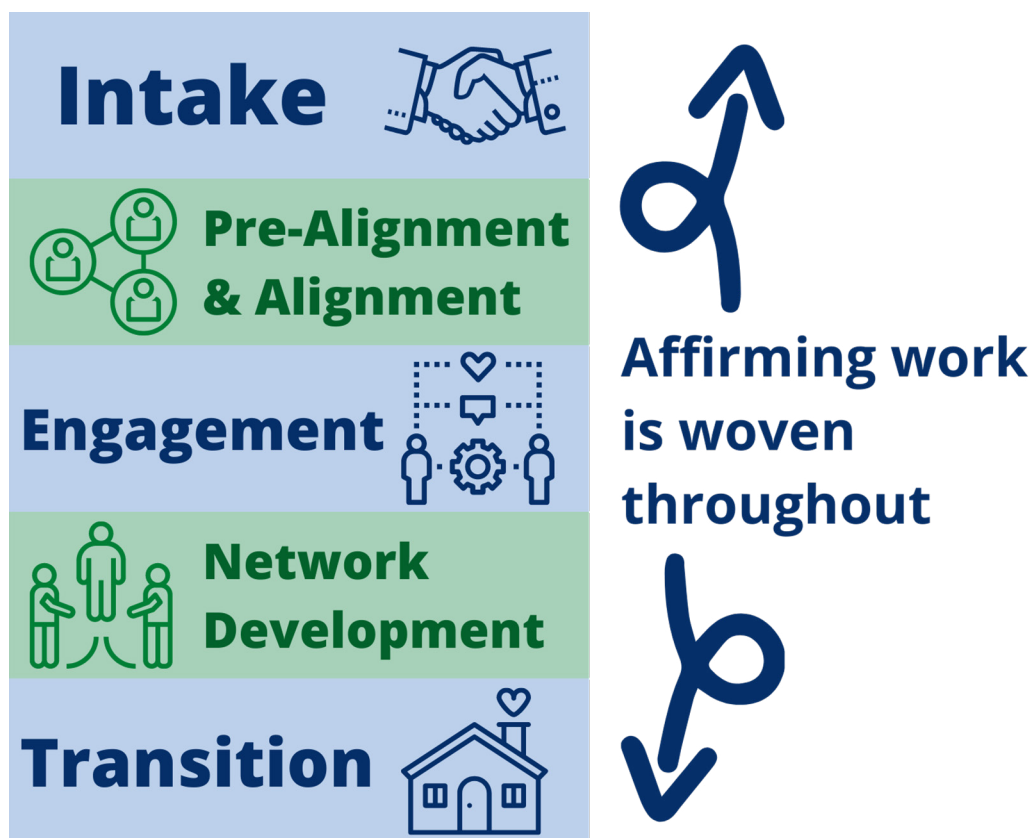 Intake
Pre-Alignment
& Alignment
Engagement
Network
Development
Transition
Affirming work
is woven
throughout